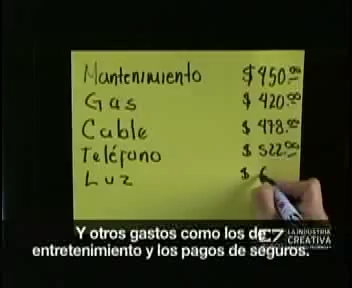 Mantenimiento $950.00
Gas $ 420.00
Cable $ 478.00
Teléfono $ 522.00
Luz $
Y otros gastos como los de
entretenimiento y los pagos de seguros.
C7 LA INDUSTRIA
CREATIVA